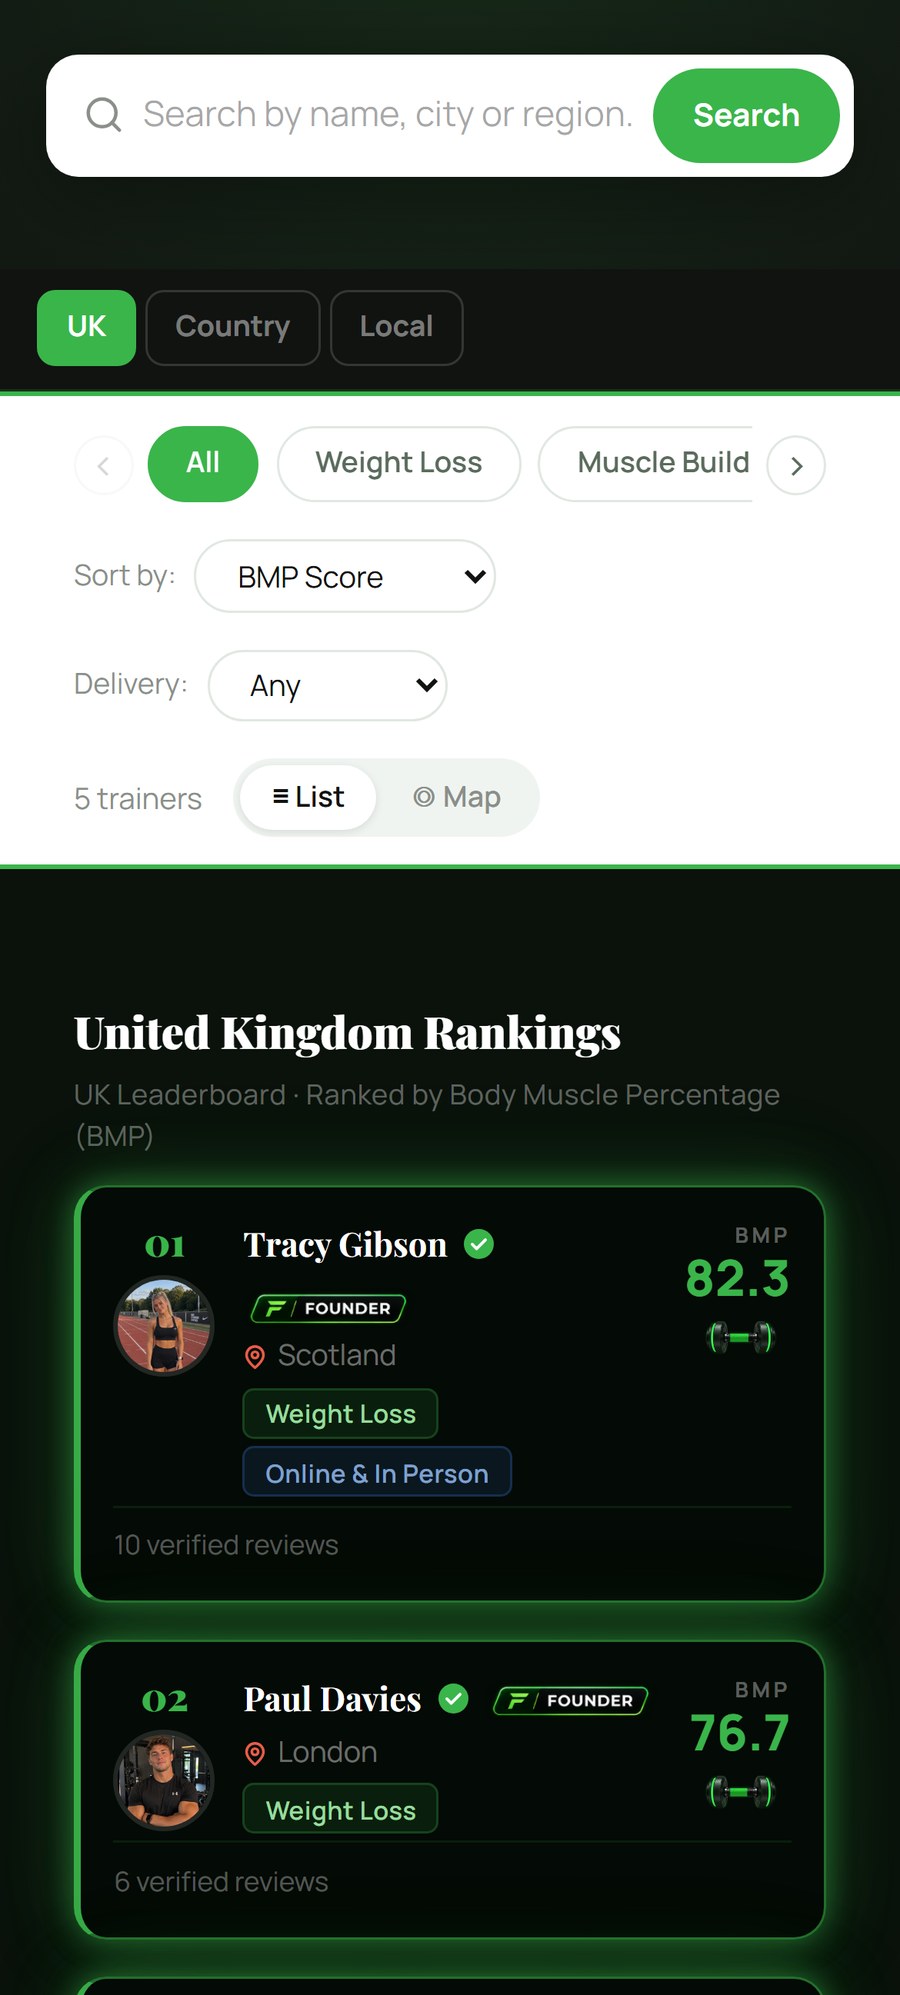 Search by name, city or region.
Search
UK
Country
Local
All
Weight Loss
Muscle Build
Sort by:
BMP Score
Delivery:
Any
5 trainers
List
Map
United Kingdom Rankings
UK Leaderboard · Ranked by Body Muscle Percentage
(BMP)
01
Tracy Gibson
FOUNDER
Scotland
Weight Loss
Online & In Person
BMP
82.3
10 verified reviews
02
Paul Davies
FOUNDER
London
Weight Loss
BMP
76.7
6 verified reviews